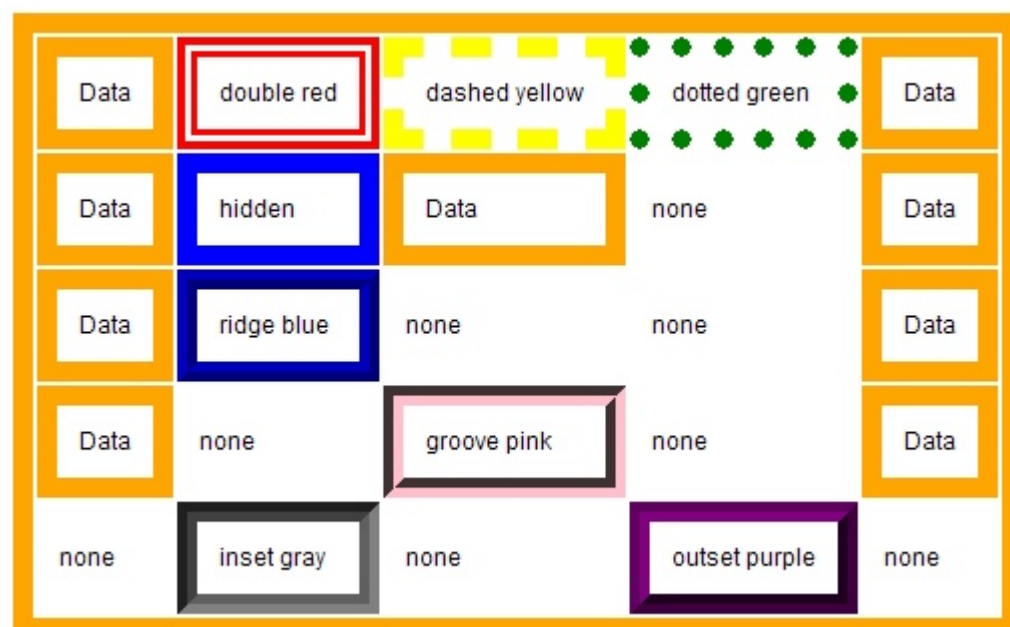 Data double red dashed yellow dotted green Data
Data hidden Data none Data
Data ridge blue none none Data
Data none groove pink none Data
none inset gray none outset purple none